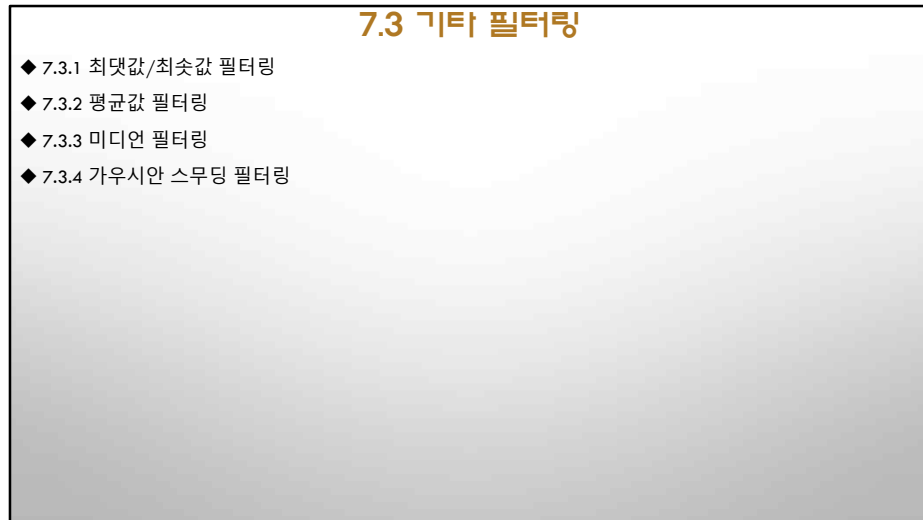 7.3 기타 필터링
◆ 7.3.1 최댓값/최솟값 필터링
◆ 7.3.2 평균값 필터링
◆ 7.3.3 미디언 필터링
◆ 7.3.4 가우시안 스무딩 필터링